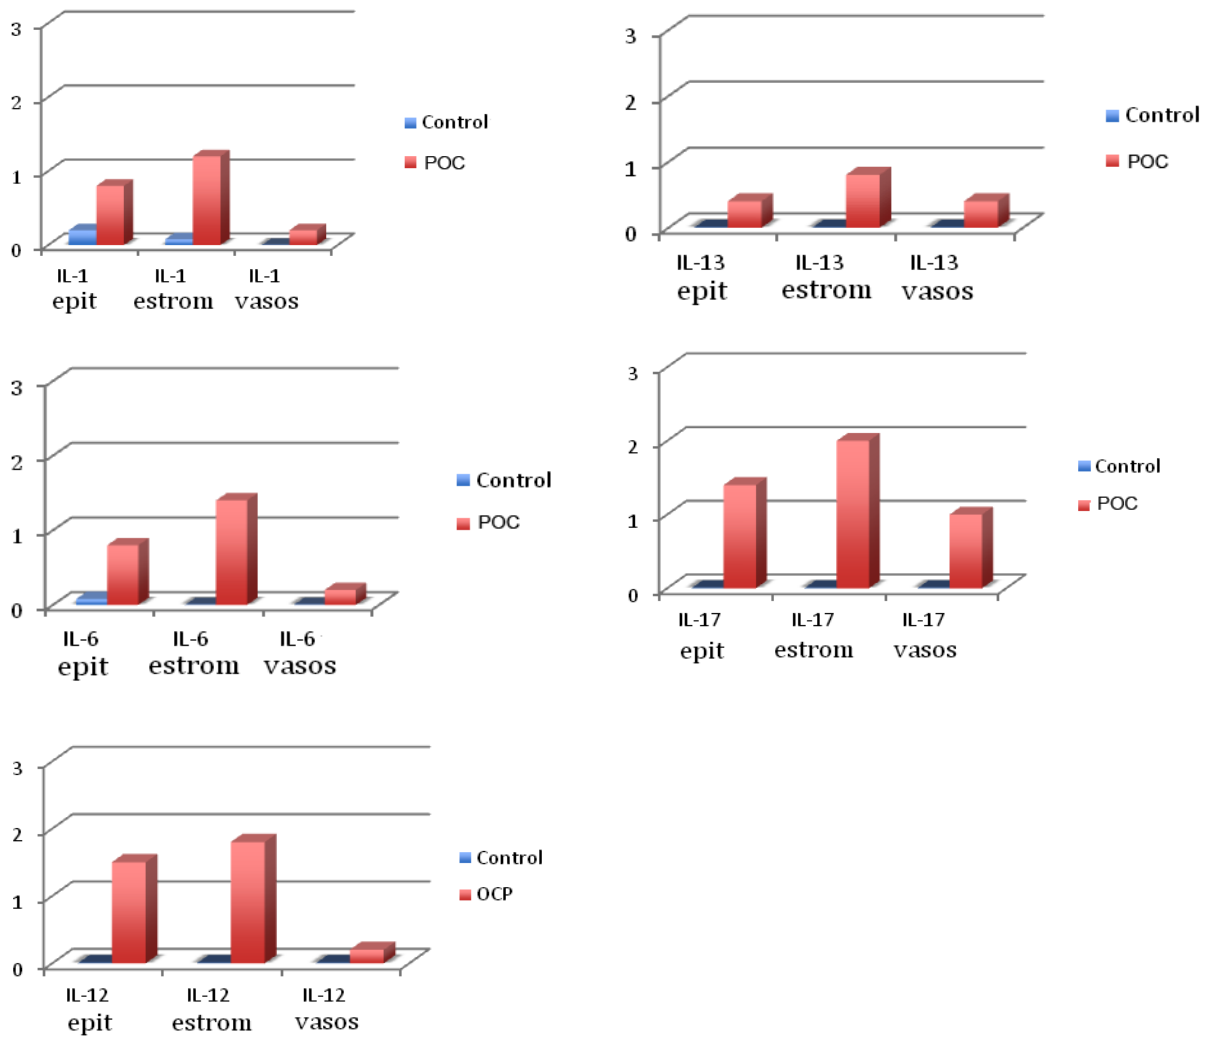 3
2
1
0
Control
POC
IL-1 IL-1 IL-1
epit estrom vasos
3
2
1
0
Control
POC
IL-13 IL-13 IL-13
epit estrom vasos
3
2
1
0
Control
POC
IL-6 IL-6 IL-6
epit estrom vasos
3
2
1
0
Control
POC
IL-17 IL-17 IL-17
epit estrom vasos
3
2
1
0
Control
OCP
IL-12 IL-12 IL-12
epit estrom vasos